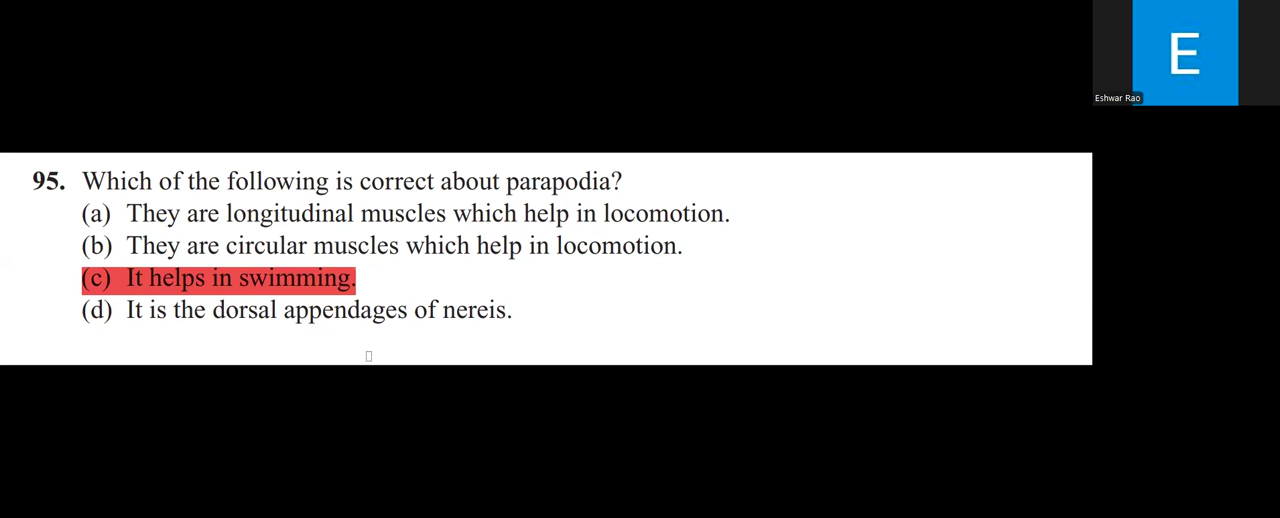 E
Eshwar Rao
95. Which of the following is correct about parapodia?
(a) They are longitudinal muscles which help in locomotion.
(b) They are circular muscles which help in locomotion.
(c) It helps in swimming.
(d) It is the dorsal appendages of nereis.